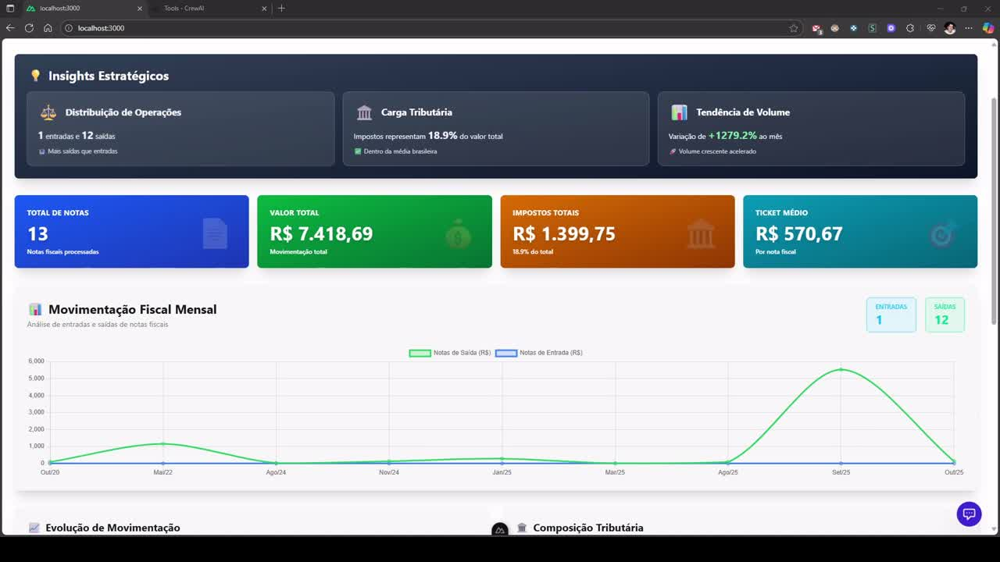 localhost:3000
Tools - CrewAI
localhost:3000
3
Insights Estratégicos
Distribuição de Operações
1 entradas e 12 saídas
Mais saídas que entradas
Carga Tributária
Impostos representam 18.9% do valor total
Dentro da média brasileira
Tendência de Volume
Variação de +1279.2% ao mês
Volume crescente acelerado
TOTAL DE NOTAS
13
Notas fiscais processadas
VALOR TOTAL
R$ 7.418,69
Movimentação total
IMPOSTOS TOTAIS
R$ 1.399,75
18.9% do total
TICKET MÉDIO
R$ 570,67
Por nota fiscal
Movimentação Fiscal Mensal
Análise de entradas e saídas de notas fiscais
ENTRADAS
1
SAÍDAS
12
Notas de Saída (R$) Notas de Entrada (R$)
6,000
5,000
4,000
3,000
2,000
1,000
0
Out/20 Mai/22 Ago/24 Nov/24 Jan/25 Mar/25 Ago/25 Set/25 Out/25
Evolução de Movimentação
Composição Tributária